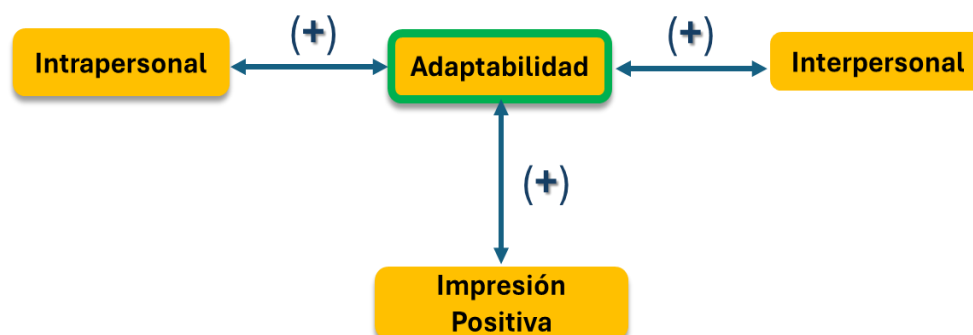 (+)
(+)
Intrapersonal
Adaptabilidad
Interpersonal
(+)
Impresión
Positiva